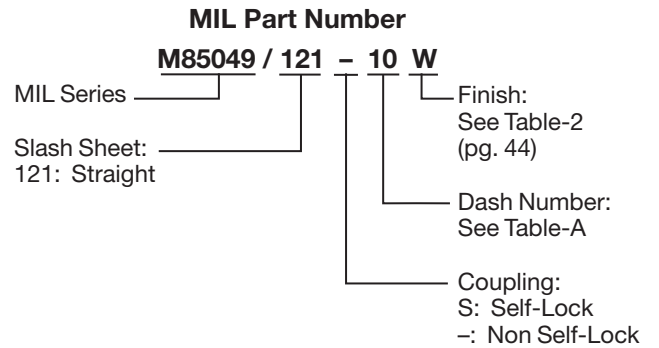 MIL Part Number
M85049 / 121 – 10 W
MIL Series
Slash Sheet:
121: Straight
Finish:
See Table-2
(pg. 44)
Dash Number:
See Table-A
Coupling:
S: Self-Lock
–: Non Self-Lock